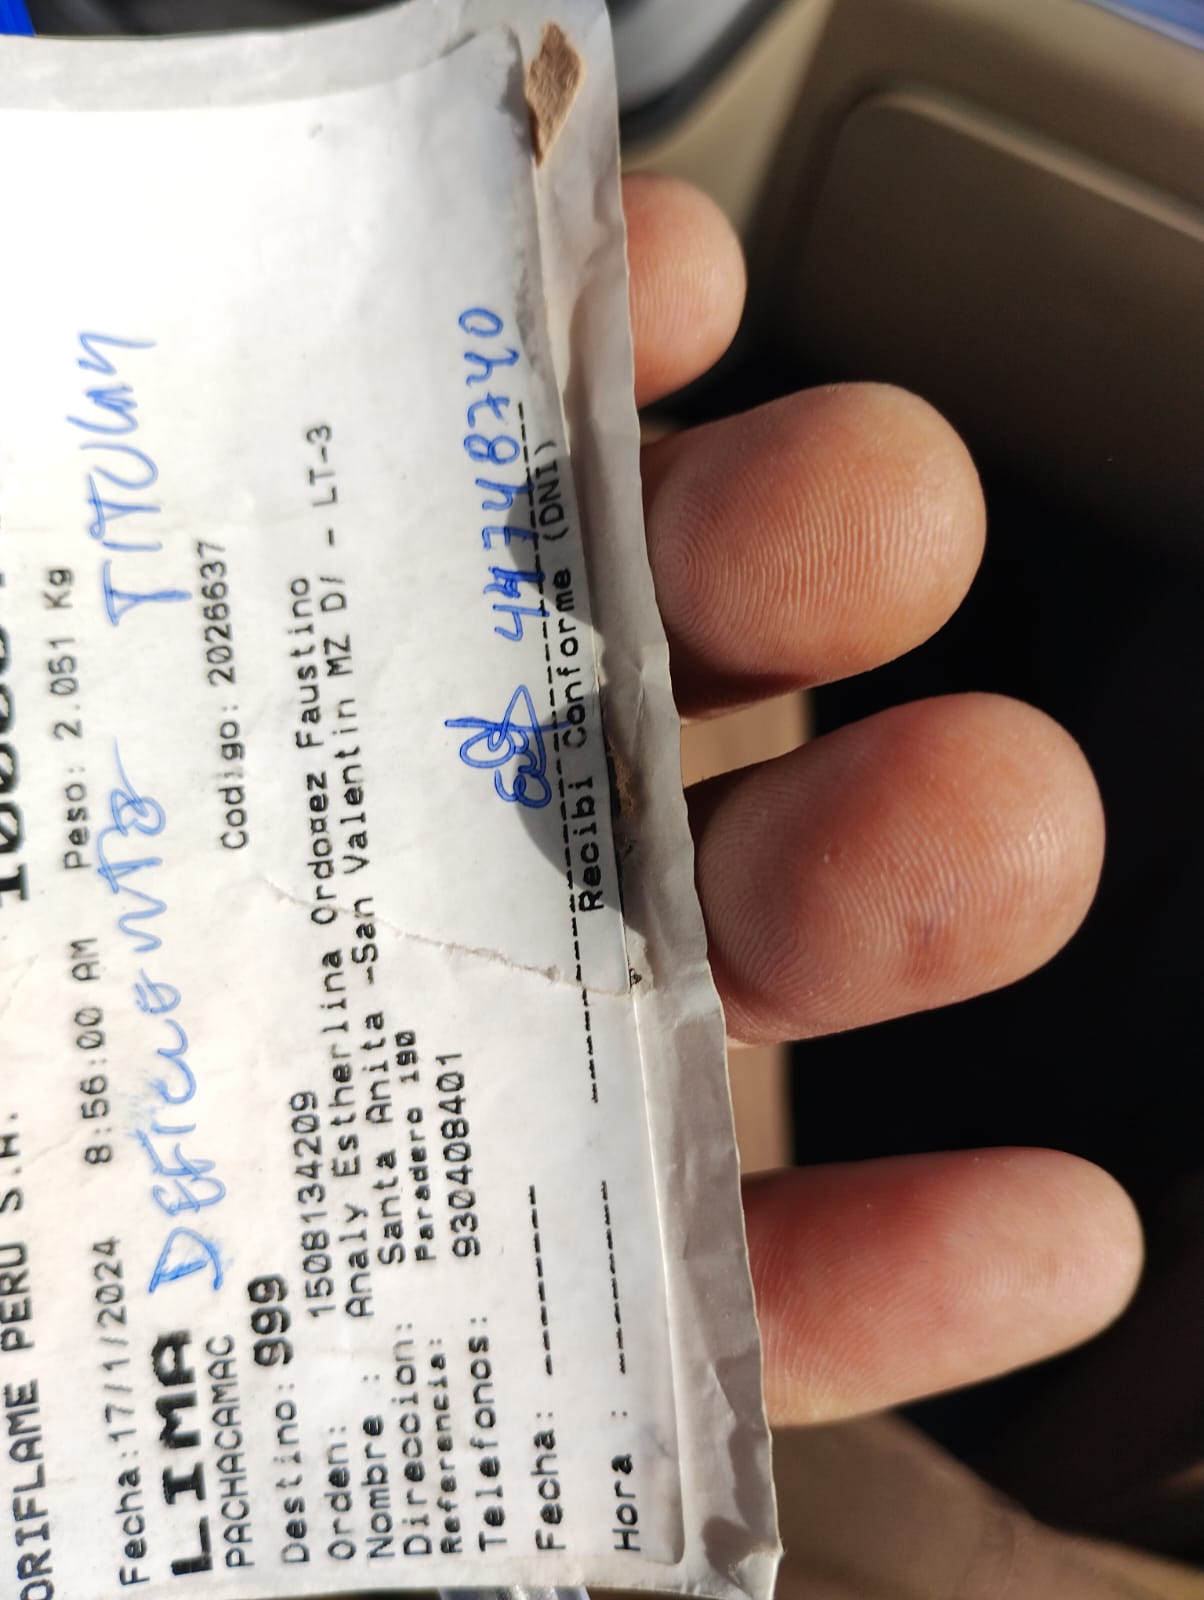 ORIFLAME PERU S.A.
Fecha:17/1/2024 8:56:00 AM Peso: 2.051 Kg
LIMA
TITULAR
PACHACAMAC
Destino: 999 Codigo: 2026637
Orden: 1508134209
Nombre : Analy Estherlina Ordoñez Faustino
Direccion: Santa Anita -San Valentin MZ D/ - LT-3
Referencia: Paradero 190
Telefonos: 930408401
44748740
Fecha: ----------
Recibi Conforme (DNI)
Hora : ----------